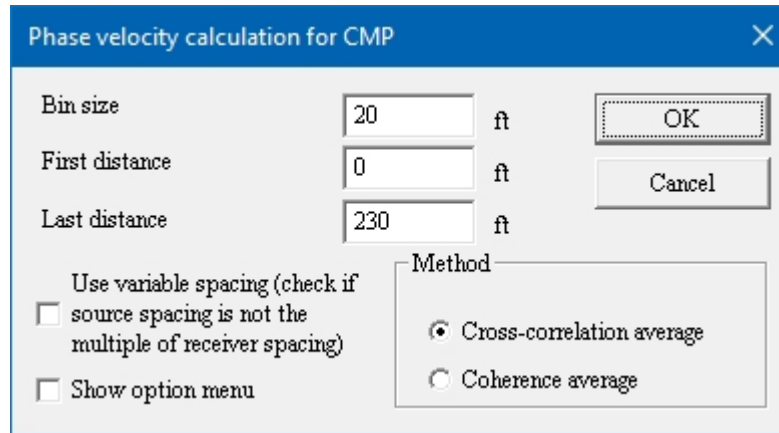 Phase velocity calculation for CMP
Bin size 20 ft
OK
First distance 0 ft
Cancel
Last distance 230 ft
Use variable spacing (check if
source spacing is not the
multiple of receiver spacing)
Show option menu
Method
Cross-correlation average
Coherence average